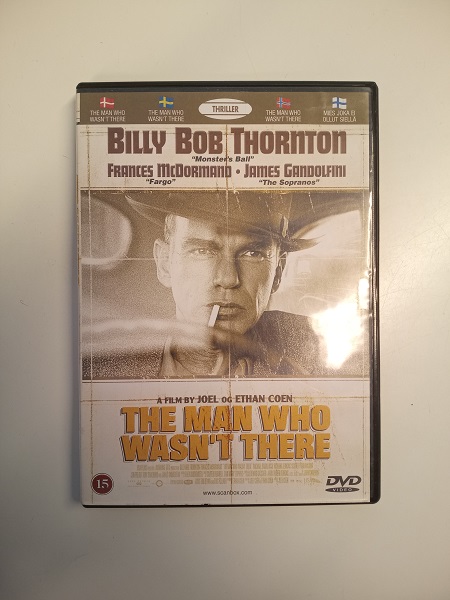 THE MAN WHO WASN'T THERE
THE MAN WHO WASN'T THERE
THRILLER
THE MAN WHO WASN'T THERE
MIES JOKA EI OLLUT SIELLÄ
BILLY BOB THORNTON
"Monster's Ball"
FRANCES MCDORMAND • JAMES GANDOLFINI
"Fargo" "The Sopranos"
A FILM BY JOEL OG ETHAN COEN
THE MAN WHO
WASN'T THERE
15
www.scanbox.com
DVD
VIDEO